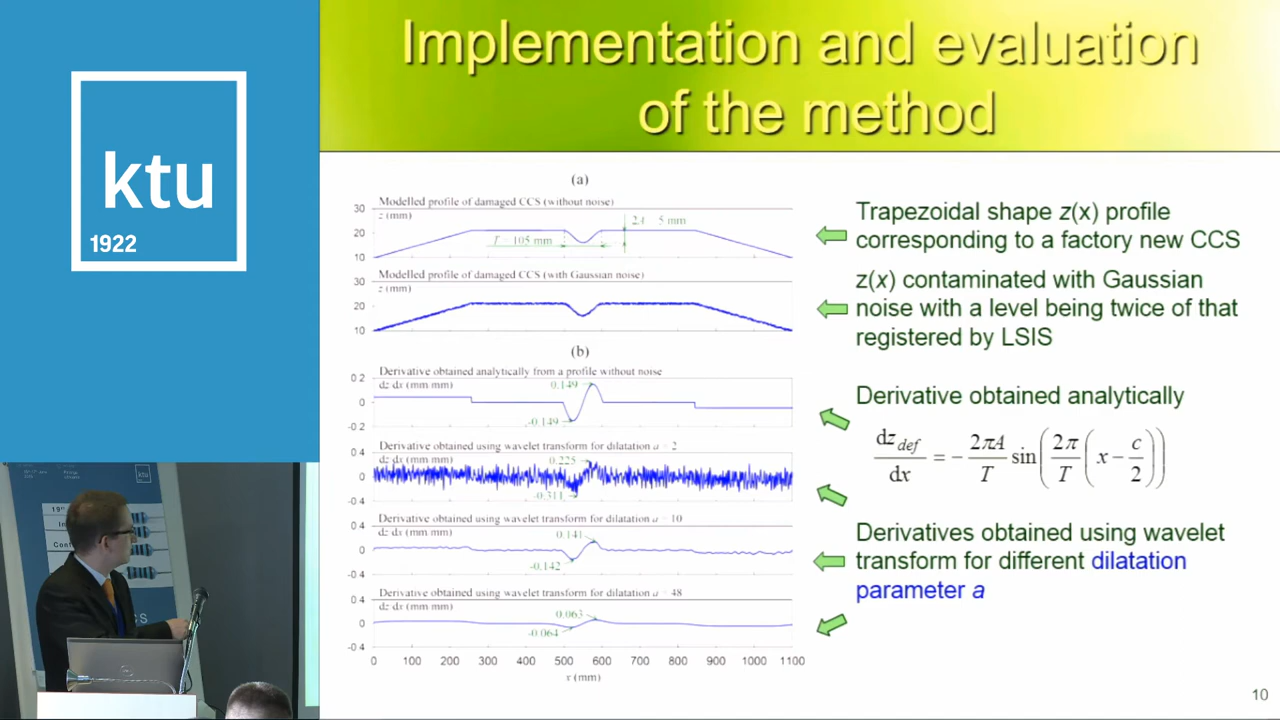 ktu
1922
Implementation and evaluation
of the method
(a)
Modelled profile of damaged CCS (without noise)
30
z (mm)
20
10
2A = 5 mm
T = 105 mm
Modelled profile of damaged CCS (with Gaussian noise)
30
z (mm)
20
10
(b)
Derivative obtained analytically from a profile without noise
0.2
dz dx (mm mm)
0
-0.2
0.149
-0.149
Derivative obtained using wavelet transform for dilatation a = 2
0.4
dz dx (mm mm)
0
-0.4
0.225
-0.311
Derivative obtained using wavelet transform for dilatation a = 10
0.4
dz dx (mm mm)
0
-0.4
0.141
-0.142
Derivative obtained using wavelet transform for dilatation a = 48
0.4
dz dx (mm mm)
0
-0.4
0.063
-0.064
0 100 200 300 400 500 600 700 800 900 1000 1100
x (mm)
Trapezoidal shape z(x) profile
corresponding to a factory new CCS
z(x) contaminated with Gaussian
noise with a level being twice of that
registered by LSIS
Derivative obtained analytically
dz_def/dx = - 2πA/T sin(2π/T (x - c/2))
Derivatives obtained using wavelet
transform for different dilatation
parameter a
10